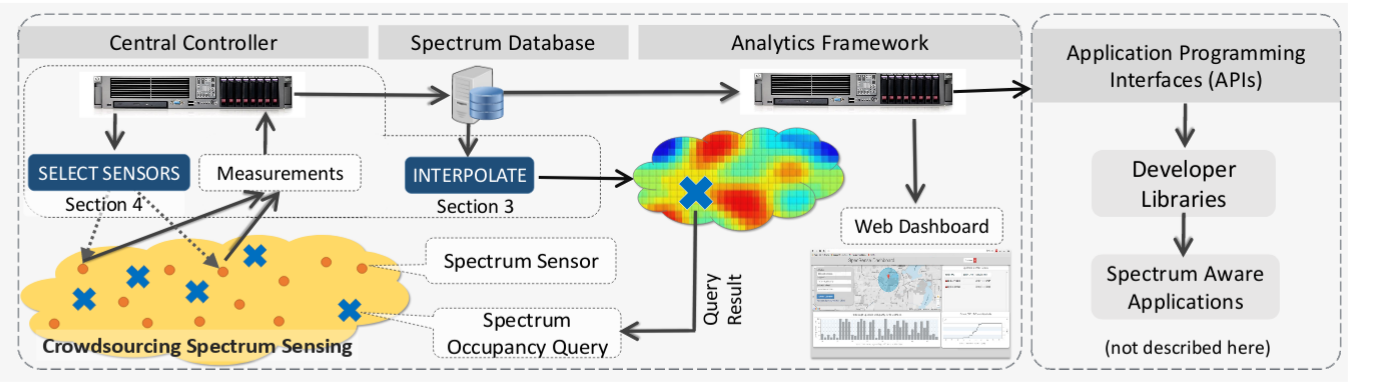 Central Controller
Spectrum Database
Analytics Framework
Application Programming
Interfaces (APIs)
SELECT SENSORS
Measurements
INTERPOLATE
Section 4
Section 3
Developer
Libraries
Web Dashboard
Spectrum Sensor
Query
Result
Spectrum Aware
Applications
Spectrum
Occupancy Query
Crowdsourcing Spectrum Sensing
(not described here)